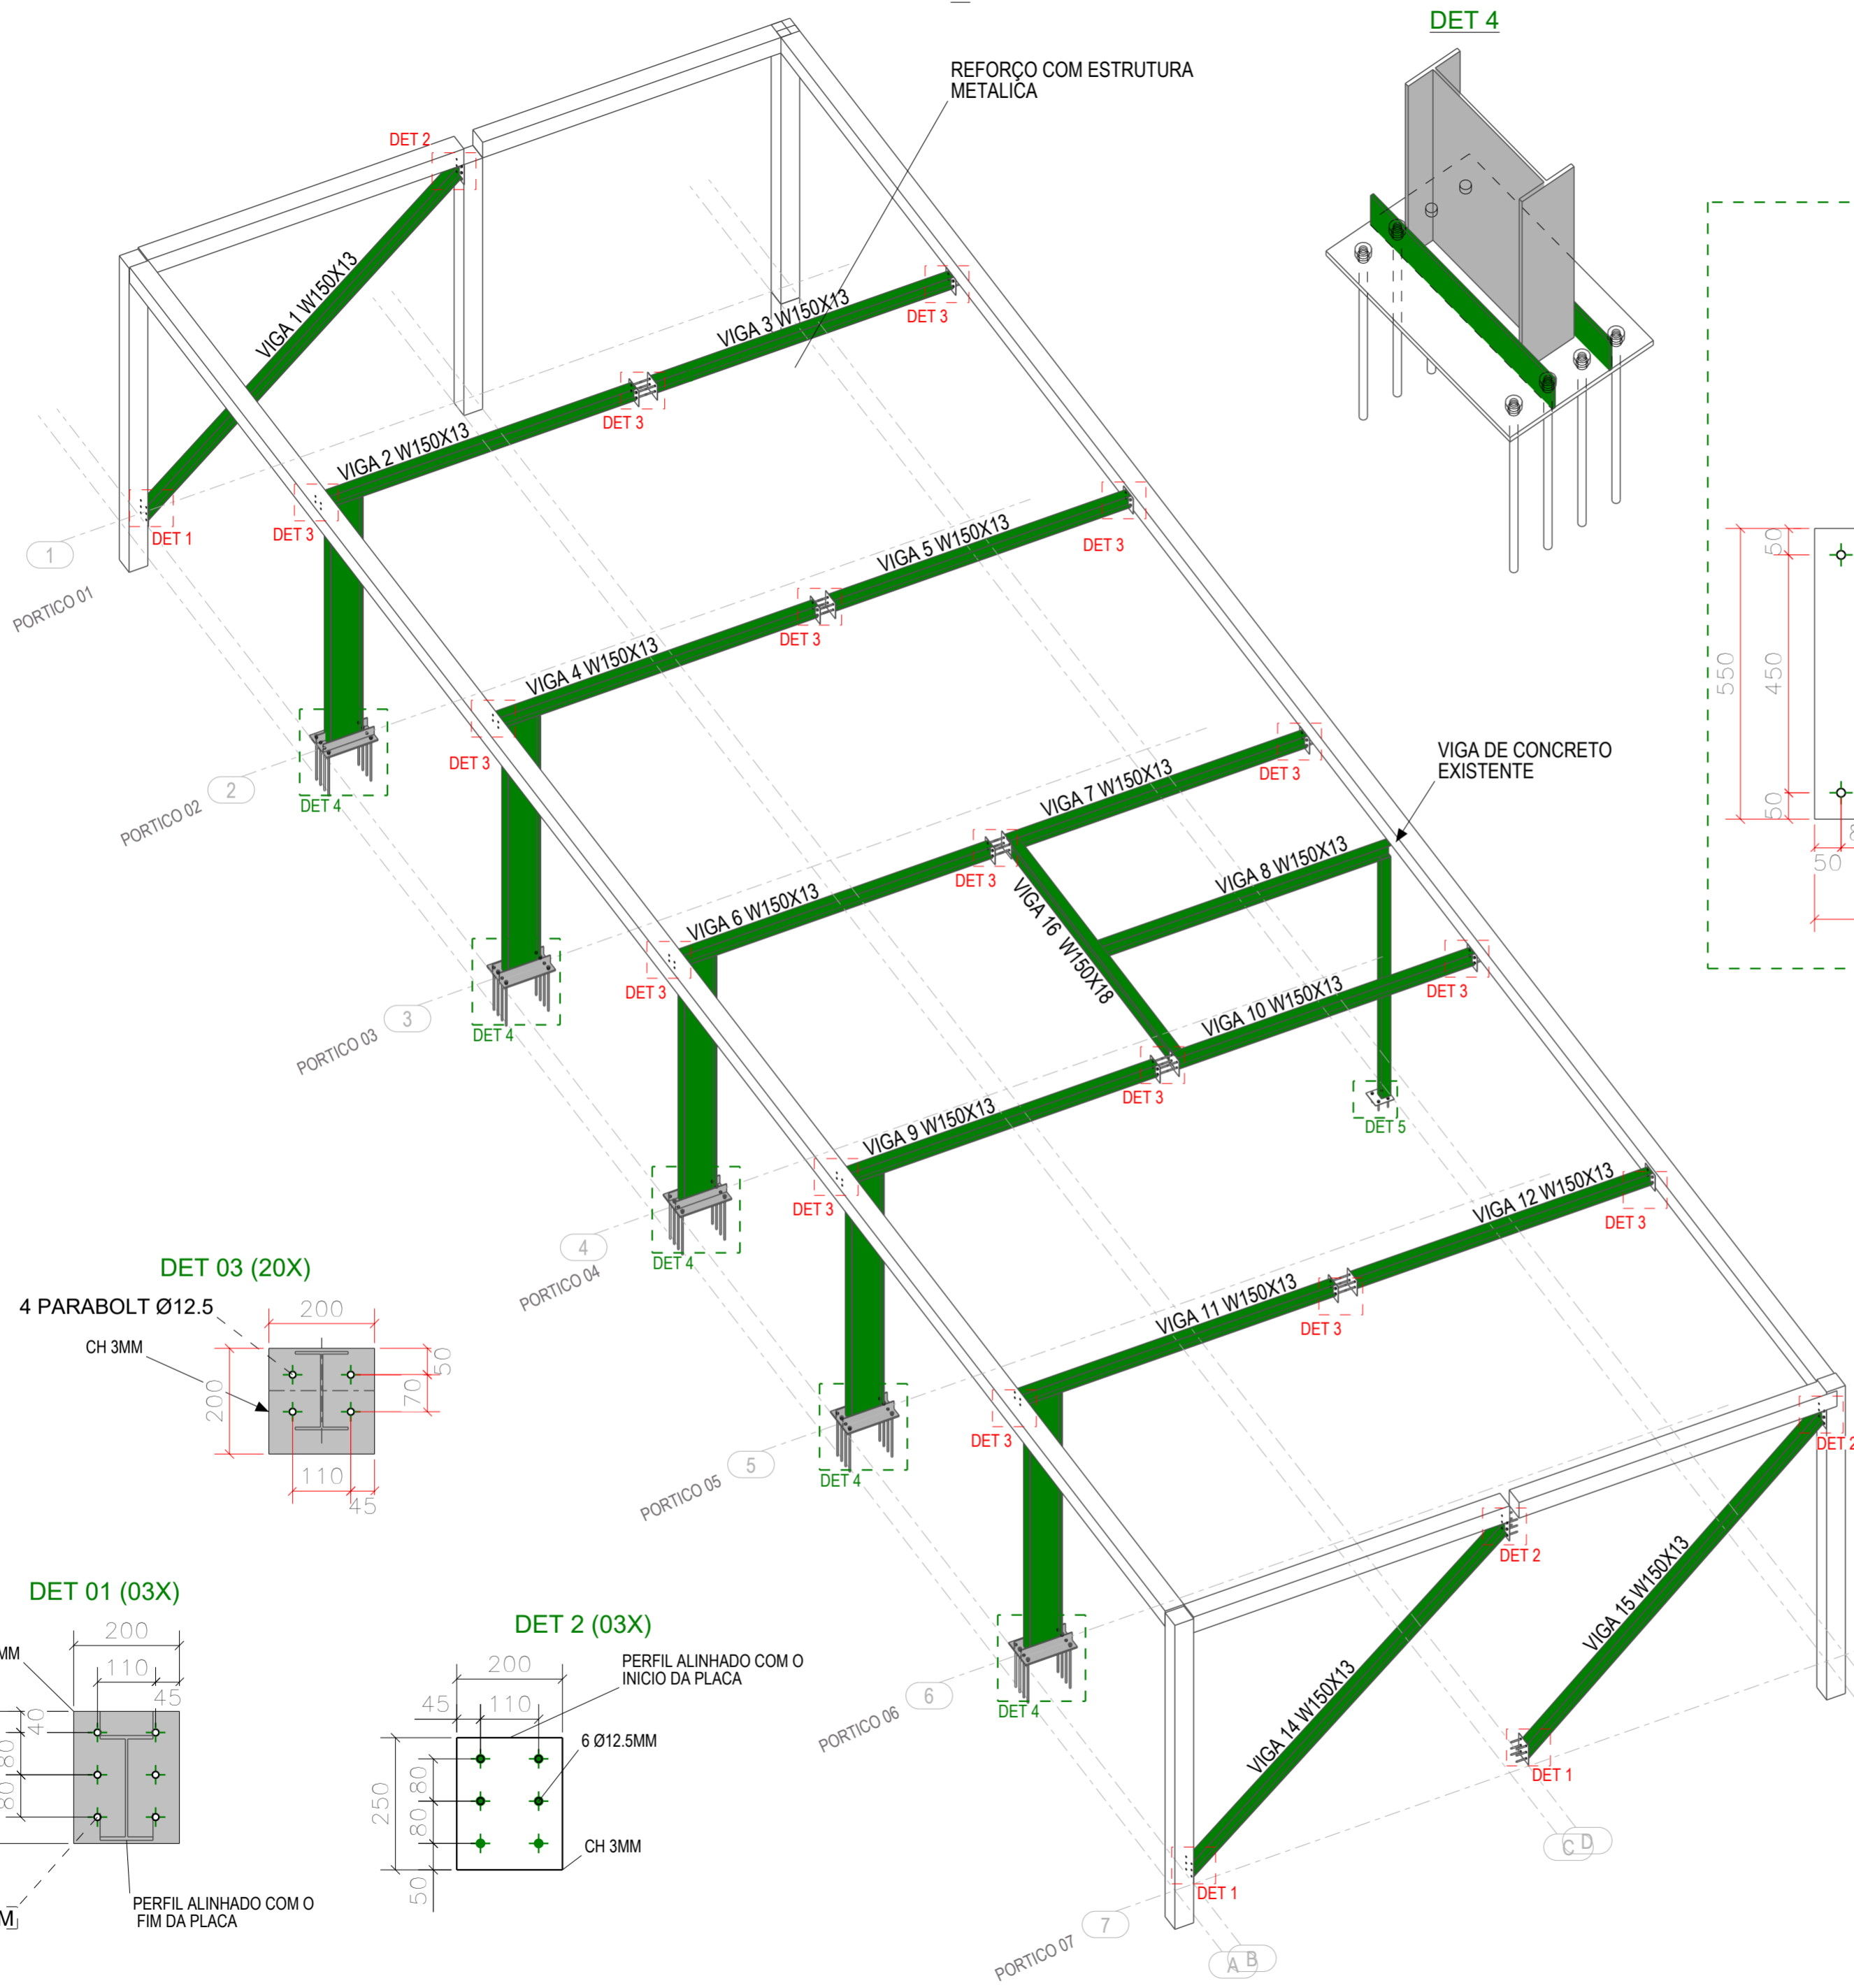 DET 4
REFORÇO COM ESTRUTURA
METALICA
DET 2
VIGA 1 W150X13
VIGA 3 W150X13
DET 3
DET 3
VIGA 2 W150X13
DET 3
DET 1
1
PORTICO 01
VIGA 5 W150X13
DET 3
DET 3
VIGA 4 W150X13
DET 3
DET 4
2
PORTICO 02
50
450
550
50
50
VIGA DE CONCRETO
EXISTENTE
VIGA 7 W150X13
DET 3
DET 3
VIGA 8 W150X13
VIGA 6 W150X13
VIGA 16 W150X18
DET 3
DET 4
3
PORTICO 03
VIGA 10 W150X13
DET 3
DET 3
VIGA 9 W150X13
DET 5
DET 3
DET 4
4
PORTICO 04
VIGA 12 W150X13
DET 3
VIGA 11 W150X13
DET 3
DET 3
DET 4
5
PORTICO 05
DET 03 (20X)
4 PARABOLT Ø12.5
CH 3MM
200
200
50
70
110
45
DET 2
DET 2
VIGA 15 W150X13
VIGA 14 W150X13
DET 1
DET 1
DET 4
6
PORTICO 06
C
D
7
PORTICO 07
A
B
DET 01 (03X)
MM
200
110
45
40
80
80
M
PERFIL ALINHADO COM O
FIM DA PLACA
DET 2 (03X)
PERFIL ALINHADO COM O
INICIO DA PLACA
200
45
110
6 Ø12.5MM
250
80
80
50
CH 3MM